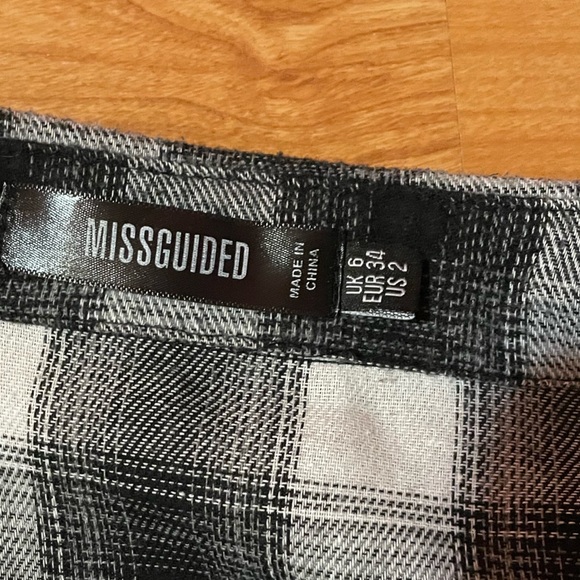 MISSGUIDED
MADE IN
CHINA
UK 6
EUR 34
US 2